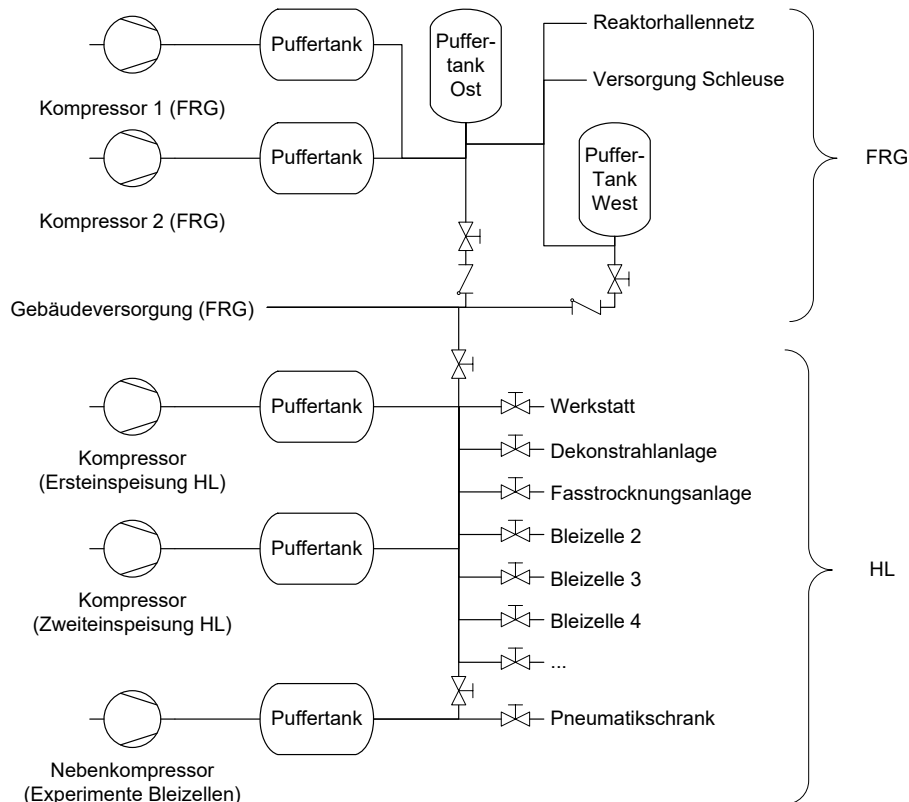 Puffertank
Kompressor 1 (FRG)
Puffertank
Kompressor 2 (FRG)
Puffer-
tank
Ost
Reaktorhallennetz
Versorgung Schleuse
Puffer-
Tank
West
FRG
Gebäudeversorgung (FRG)
Puffertank
Kompressor
(Ersteinspeisung HL)
Puffertank
Kompressor
(Zweiteinspeisung HL)
Puffertank
Nebenkompressor
(Experimente Bleizellen)
Werkstatt
Dekonstrahlanlage
Fasstrocknungsanlage
Bleizelle 2
Bleizelle 3
Bleizelle 4
...
Pneumatikschrank
HL